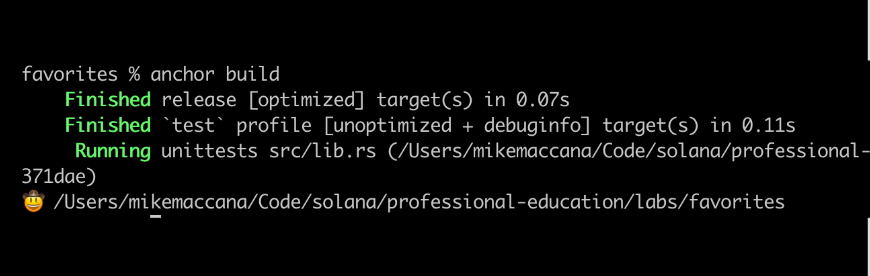 favorites % anchor build
Finished release [optimized] target(s) in 0.07s
Finished `test` profile [unoptimized + debuginfo] target(s) in 0.11s
Running unittests src/lib.rs (/Users/mikemaccana/Code/solana/professional-
371dae)
🤠 /Users/mikemaccana/Code/solana/professional-education/labs/favorites